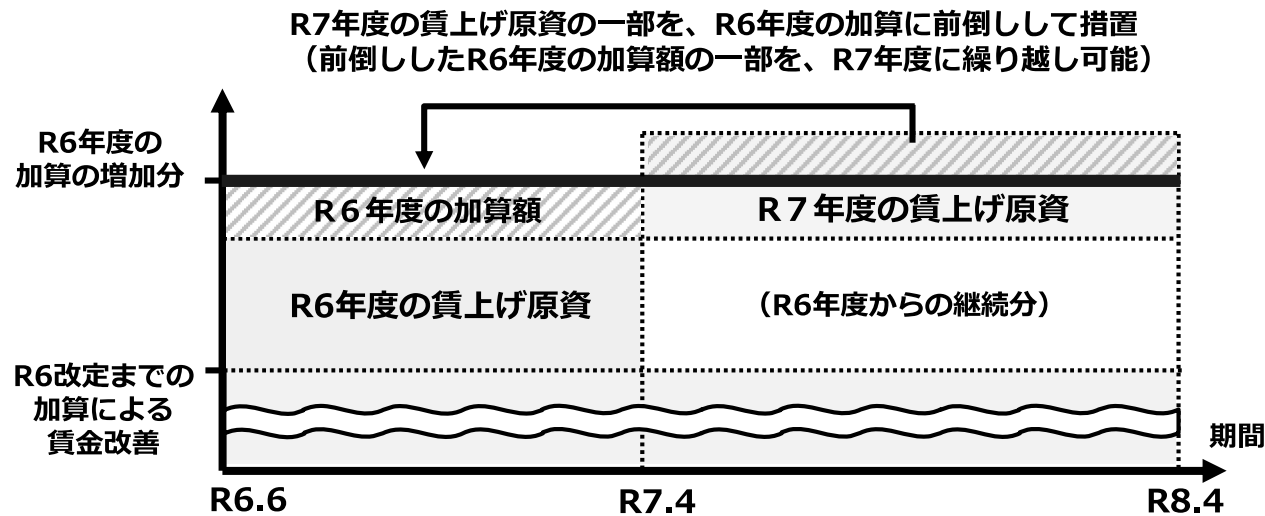 R7年度の賃上げ原資の一部を、R6年度の加算に前倒しして措置
（前倒ししたR6年度の加算額の一部を、R7年度に繰り越し可能）
R6年度の
加算の増加分
R６年度の加算額
R７年度の賃上げ原資
R6年度の賃上げ原資
（R6年度からの継続分）
R6改定までの
加算による
賃金改善
期間
R6.6
R7.4
R8.4